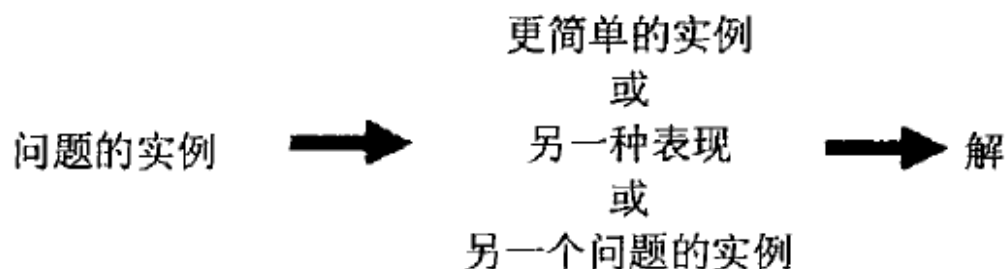 更简单的实例
或
问题的实例 另一种表现 解
或
另一个问题的实例